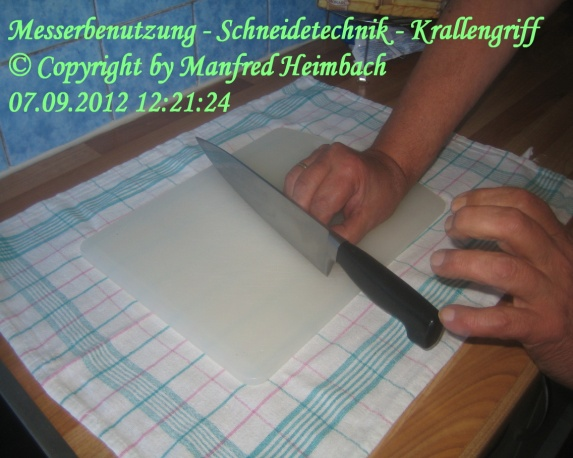 Messerbenutzung - Schneidetechnik - Krallengriff
© Copyright by Manfred Heimbach
07.09.2012 12:21:24